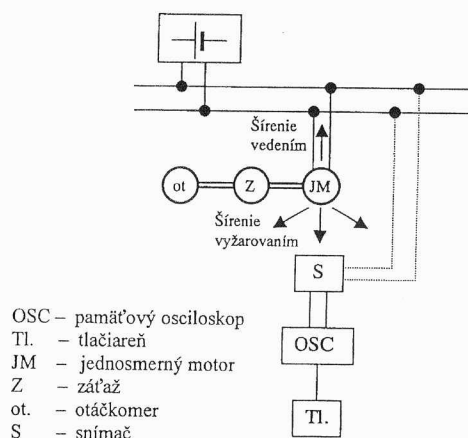 Šírenie
vedením
ot
Z
JM
Šírenie
vyžarovaním
S
OSC
Tl.
OSC – pamäťový osciloskop
Tl. – tlačiareň
JM – jednosmerný motor
Z – záťaž
ot. – otáčkomer
S – snímač